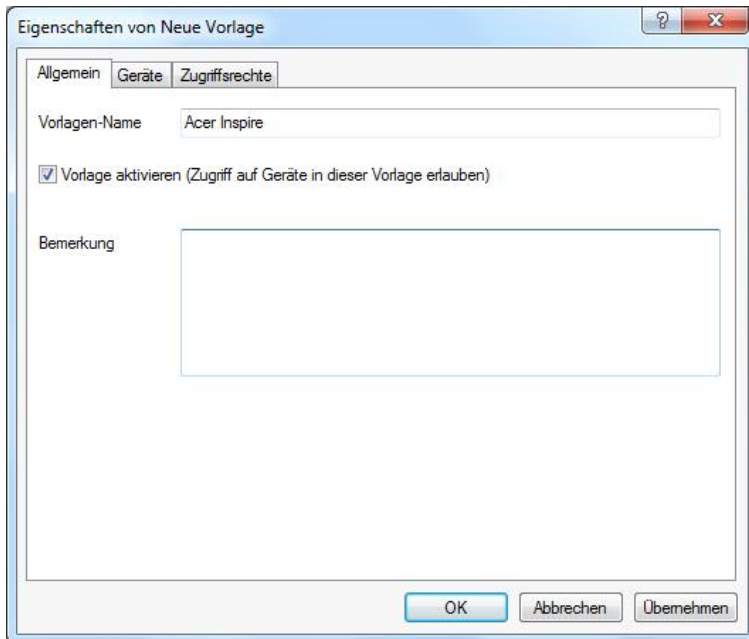 Eigenschaften von Neue Vorlage
Allgemein Geräte Zugriffsrechte
Vorlagen-Name Acer Inspire
Vorlage aktivieren (Zugriff auf Geräte in dieser Vorlage erlauben)
Bemerkung
OK Abbrechen Übernehmen